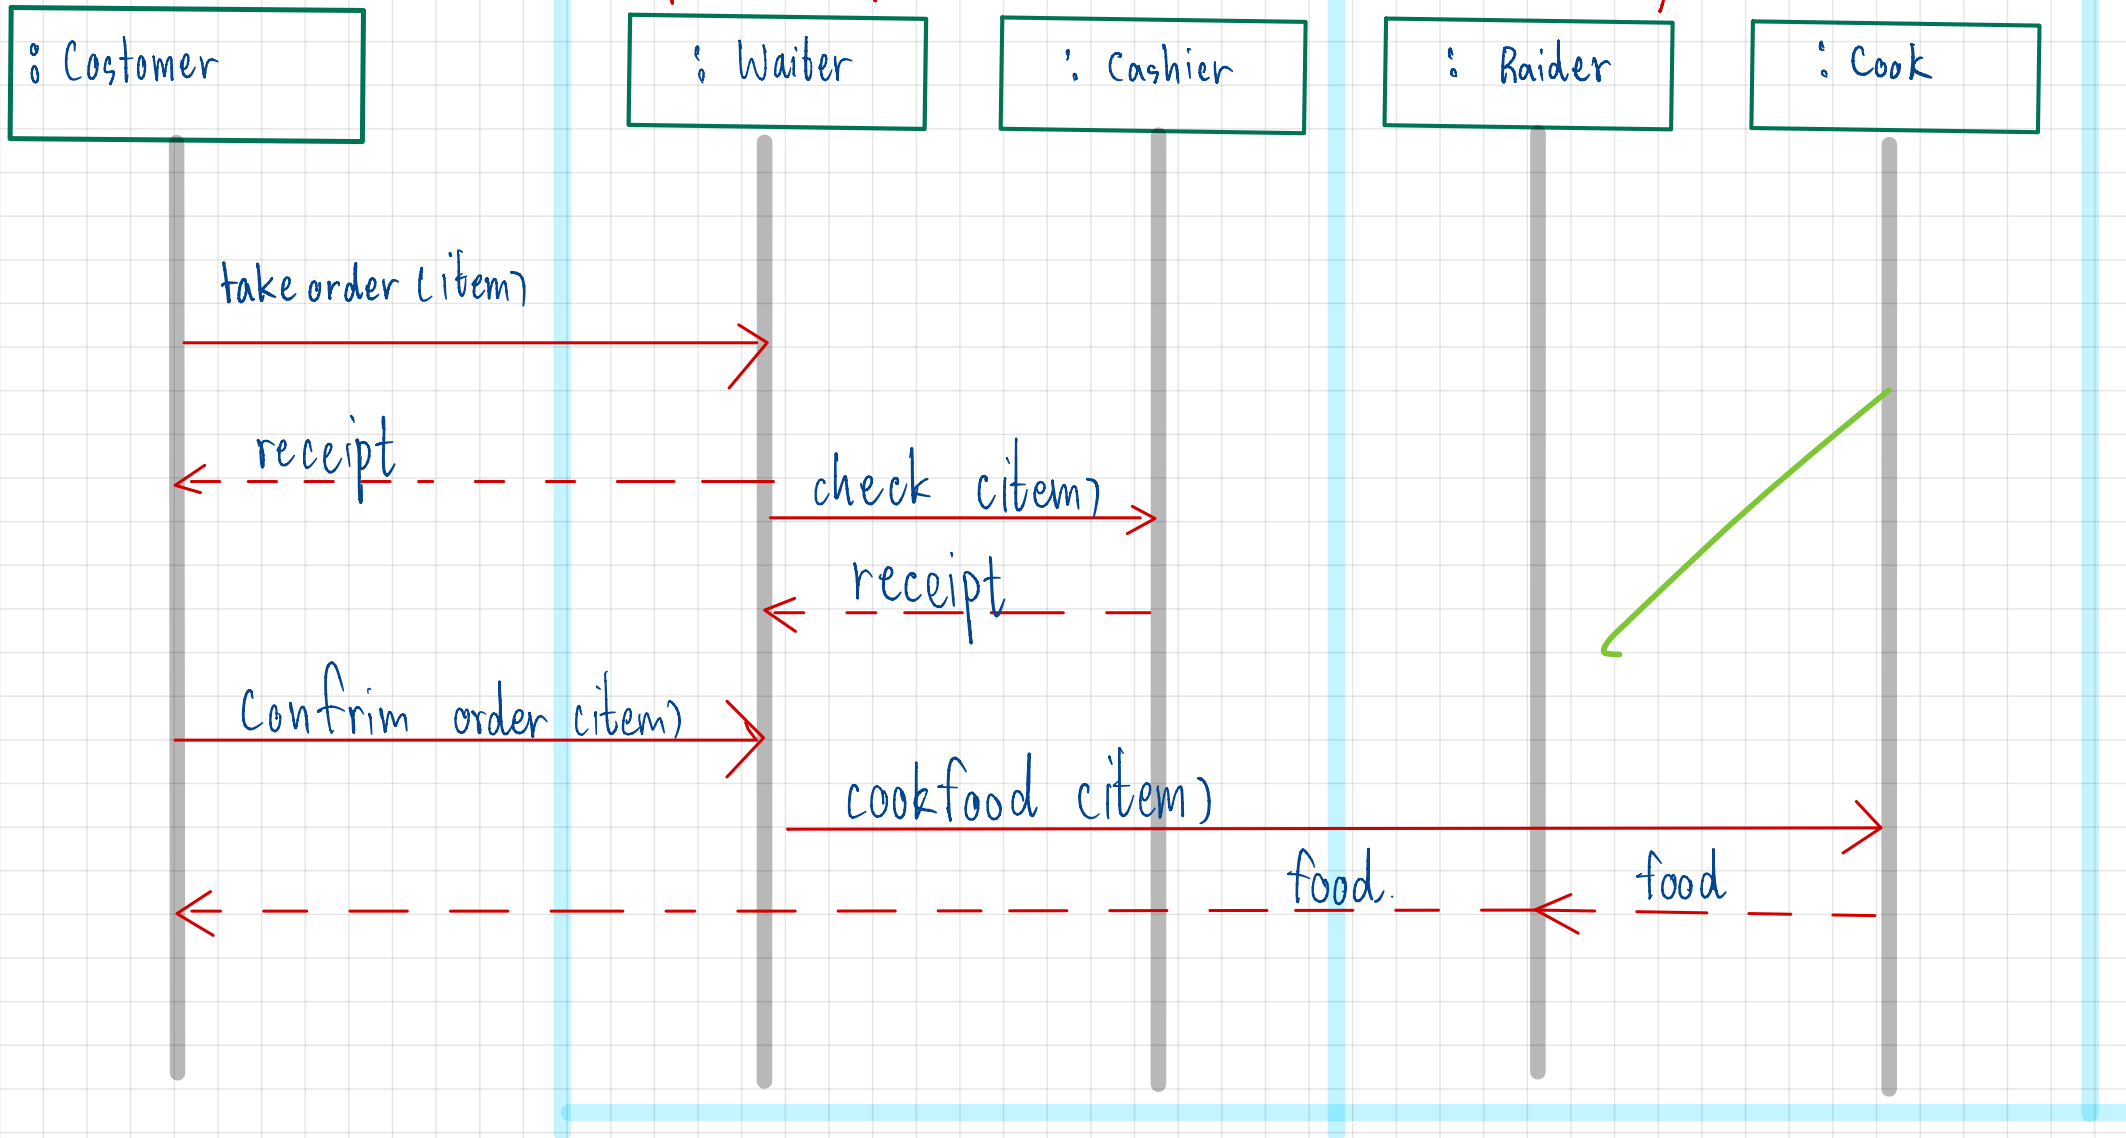 : Costomer
: Waiter
: Cashier
: Raider
: Cook
take order (item)
receipt
check (item)
receipt
Confrim order (item)
cookfood (item)
food.
food